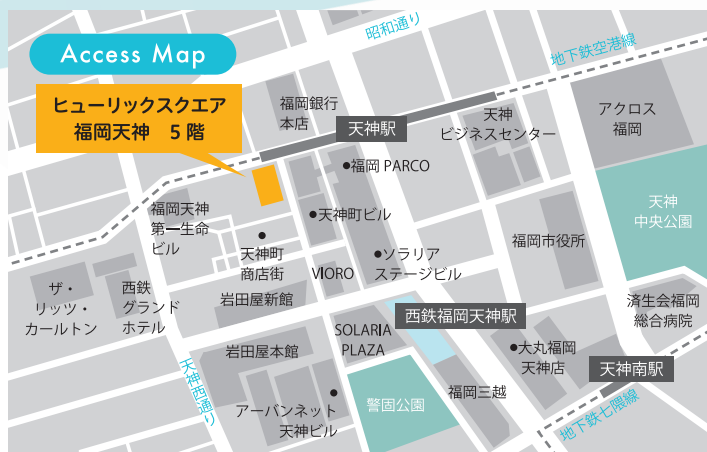 Access Map
昭和通り
地下鉄空港線
ヒューリックスクエア
福岡天神 5階
福岡銀行
本店
天神駅
天神
ビジネスセンター
アクロス
福岡
●福岡 PARCO
福岡天神
第一生命
ビル
●天神町ビル
天神
中央公園
●
天神町
商店街
●ソラリア
ステージビル
福岡市役所
VIORO
ザ・
リッツ・
カールトン
西鉄
グランド
ホテル
岩田屋新館
西鉄福岡天神駅
済生会福岡
総合病院
SOLARIA
PLAZA
岩田屋本館
●大丸福岡
天神店
天神南駅
天神西通り
アーバンネット
天神ビル
警固公園
福岡三越
地下鉄七隈線